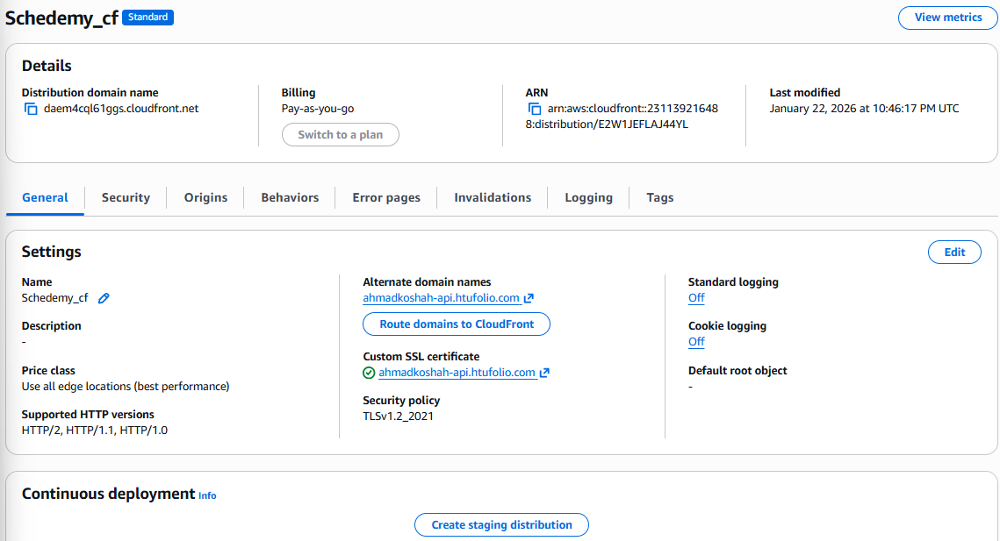 Schedemy_cf Standard
View metrics
Details
Distribution domain name
daem4cql61ggs.cloudfront.net
Billing
Pay-as-you-go
Switch to a plan
ARN
arn:aws:cloudfront::23113921648
8:distribution/E2W1JEFLAJ44YL
Last modified
January 22, 2026 at 10:46:17 PM UTC
General
Security
Origins
Behaviors
Error pages
Invalidations
Logging
Tags
Settings
Edit
Name
Schedemy_cf
Description
-
Price class
Use all edge locations (best performance)
Supported HTTP versions
HTTP/2, HTTP/1.1, HTTP/1.0
Alternate domain names
ahmadkoshah-api.htufolio.com
Route domains to CloudFront
Custom SSL certificate
ahmadkoshah-api.htufolio.com
Security policy
TLSv1.2_2021
Standard logging
Off
Cookie logging
Off
Default root object
-
Continuous deployment Info
Create staging distribution